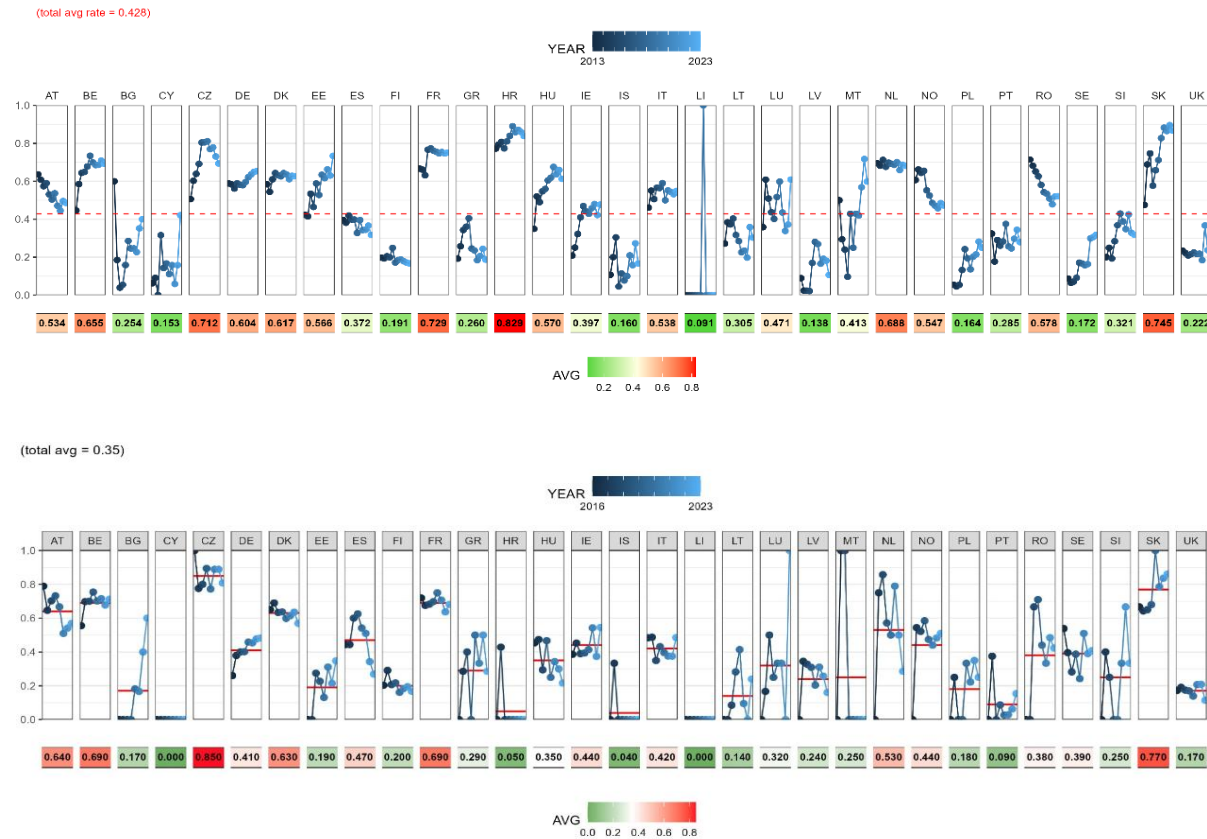 (total avg rate = 0.428)
YEAR
2013 2023
AT BE BG CY CZ DE DK EE ES FI FR GR HR HU IE IS IT LI LT LU LV MT NL NO PL PT RO SE SI SK UK
1.0
0.8
0.6
0.4
0.2
0.0
0.534 0.655 0.254 0.153 0.712 0.604 0.617 0.566 0.372 0.191 0.729 0.260 0.829 0.570 0.397 0.160 0.538 0.091 0.305 0.471 0.138 0.413 0.688 0.547 0.164 0.285 0.578 0.172 0.321 0.745 0.222
AVG
0.2 0.4 0.6 0.8
(total avg = 0.35)
YEAR
2016 2023
AT BE BG CY CZ DE DK EE ES FI FR GR HR HU IE IS IT LI LT LU LV MT NL NO PL PT RO SE SI SK UK
1.0
0.8
0.6
0.4
0.2
0.0
0.640 0.690 0.170 0.000 0.850 0.410 0.630 0.190 0.470 0.200 0.690 0.290 0.050 0.350 0.440 0.040 0.420 0.000 0.140 0.320 0.240 0.250 0.530 0.440 0.180 0.090 0.380 0.390 0.250 0.770 0.170
AVG
0.0 0.2 0.4 0.6 0.8